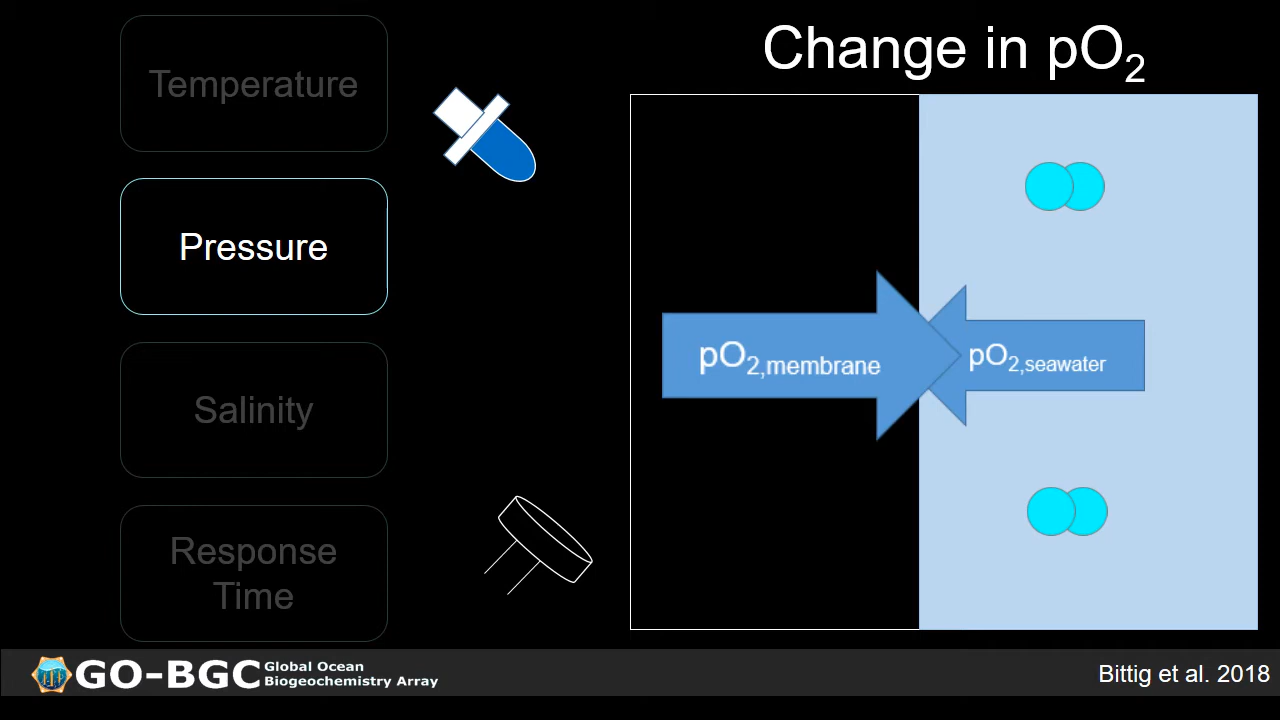 Temperature
Pressure
Salinity
Response
Time
Change in pO2
pO2,membrane
pO2,seawater
GO-BGC
Global Ocean
Biogeochemistry Array
Bittig et al. 2018